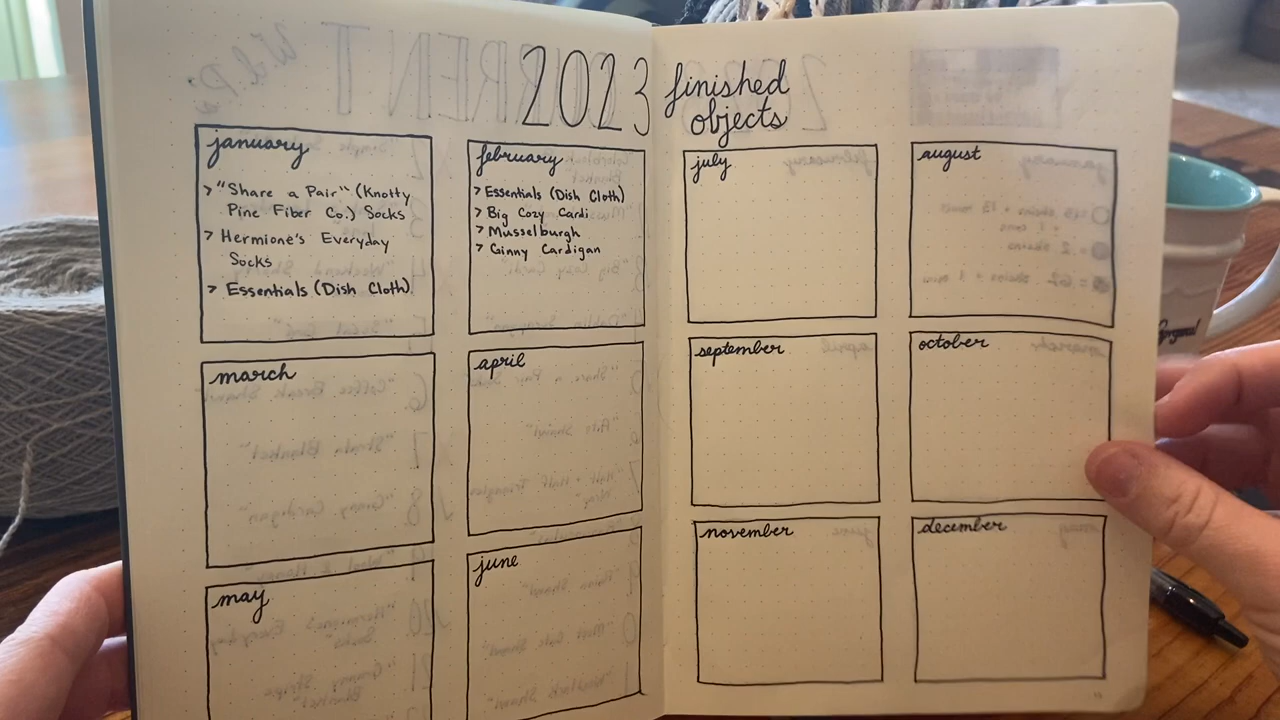 2023 finished
objects
january
> "Share a Pair" (Knotty
Pine Fiber Co.) Socks
> Hermione's Everyday
Socks
> Essentials (Dish Cloth)
february
> Essentials (Dish Cloth)
> Big Cozy Cardi
> Musselburgh
> Ginny Cardigan
march
april
may
june
july
august
september
october
november
december